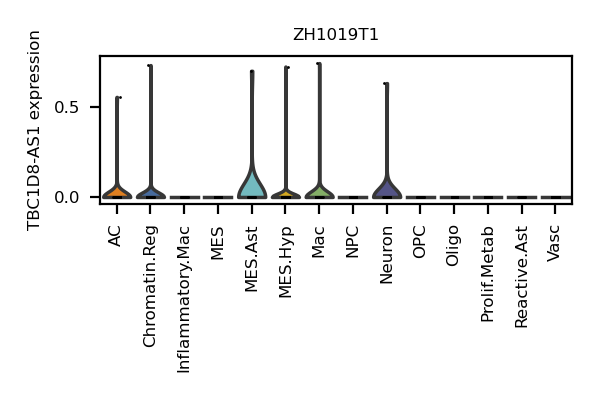 ZH1019T1
TBC1D8-AS1 expression
0.5
0.0
AC
Chromatin.Reg
Inflammatory.Mac
MES
MES.Ast
MES.Hyp
Mac
NPC
Neuron
OPC
Oligo
Prolif.Metab
Reactive.Ast
Vasc